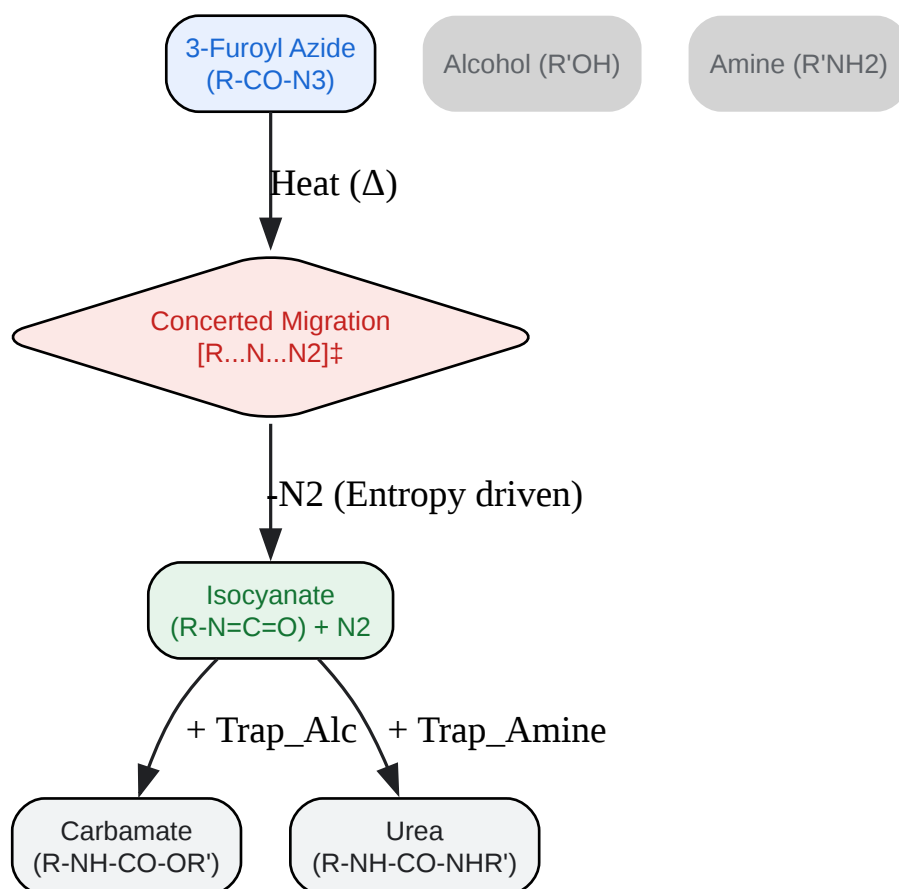 3-Furoyl Azide
(R-CO-N3)
Alcohol (R'OH)
Amine (R'NH2)
Heat (Δ)
Concerted Migration
[R...N...N2]‡
-N2 (Entropy driven)
Isocyanate
(R-N=C=O) + N2
+ Trap_Alc
+ Trap_Amine
Carbamate
(R-NH-CO-OR')
Urea
(R-NH-CO-NHR')